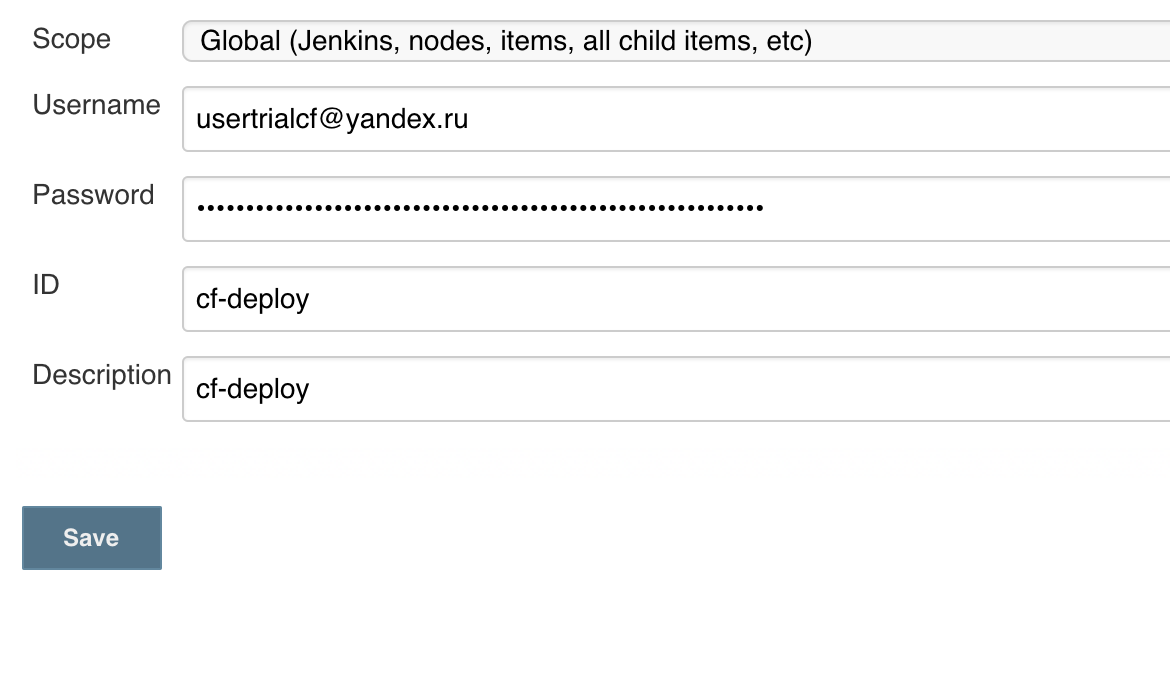 Scope Global (Jenkins, nodes, items, all child items, etc)
Username usertrialcf@yandex.ru
Password ••••••••••••••••••••••••••••••••••••••••••••••••••••••••••
ID cf-deploy
Description cf-deploy
Save